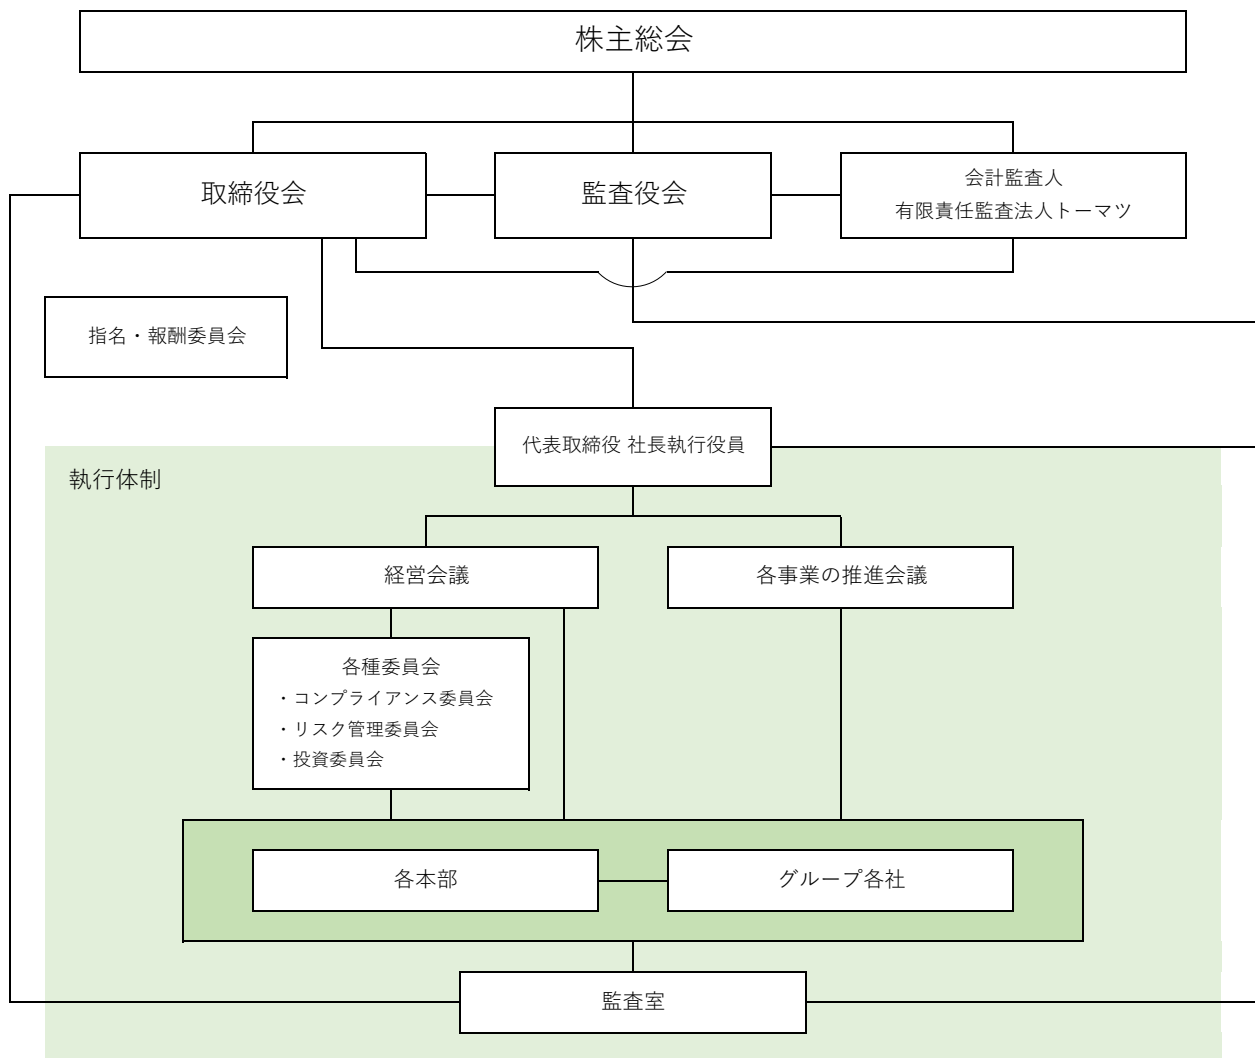 株主総会
取締役会
監査役会
会計監査人
有限責任監査法人トーマツ
指名・報酬委員会
代表取締役 社長執行役員
執行体制
経営会議
各事業の推進会議
各種委員会
・コンプライアンス委員会
・リスク管理委員会
・投資委員会
各本部
グループ各社
監査室